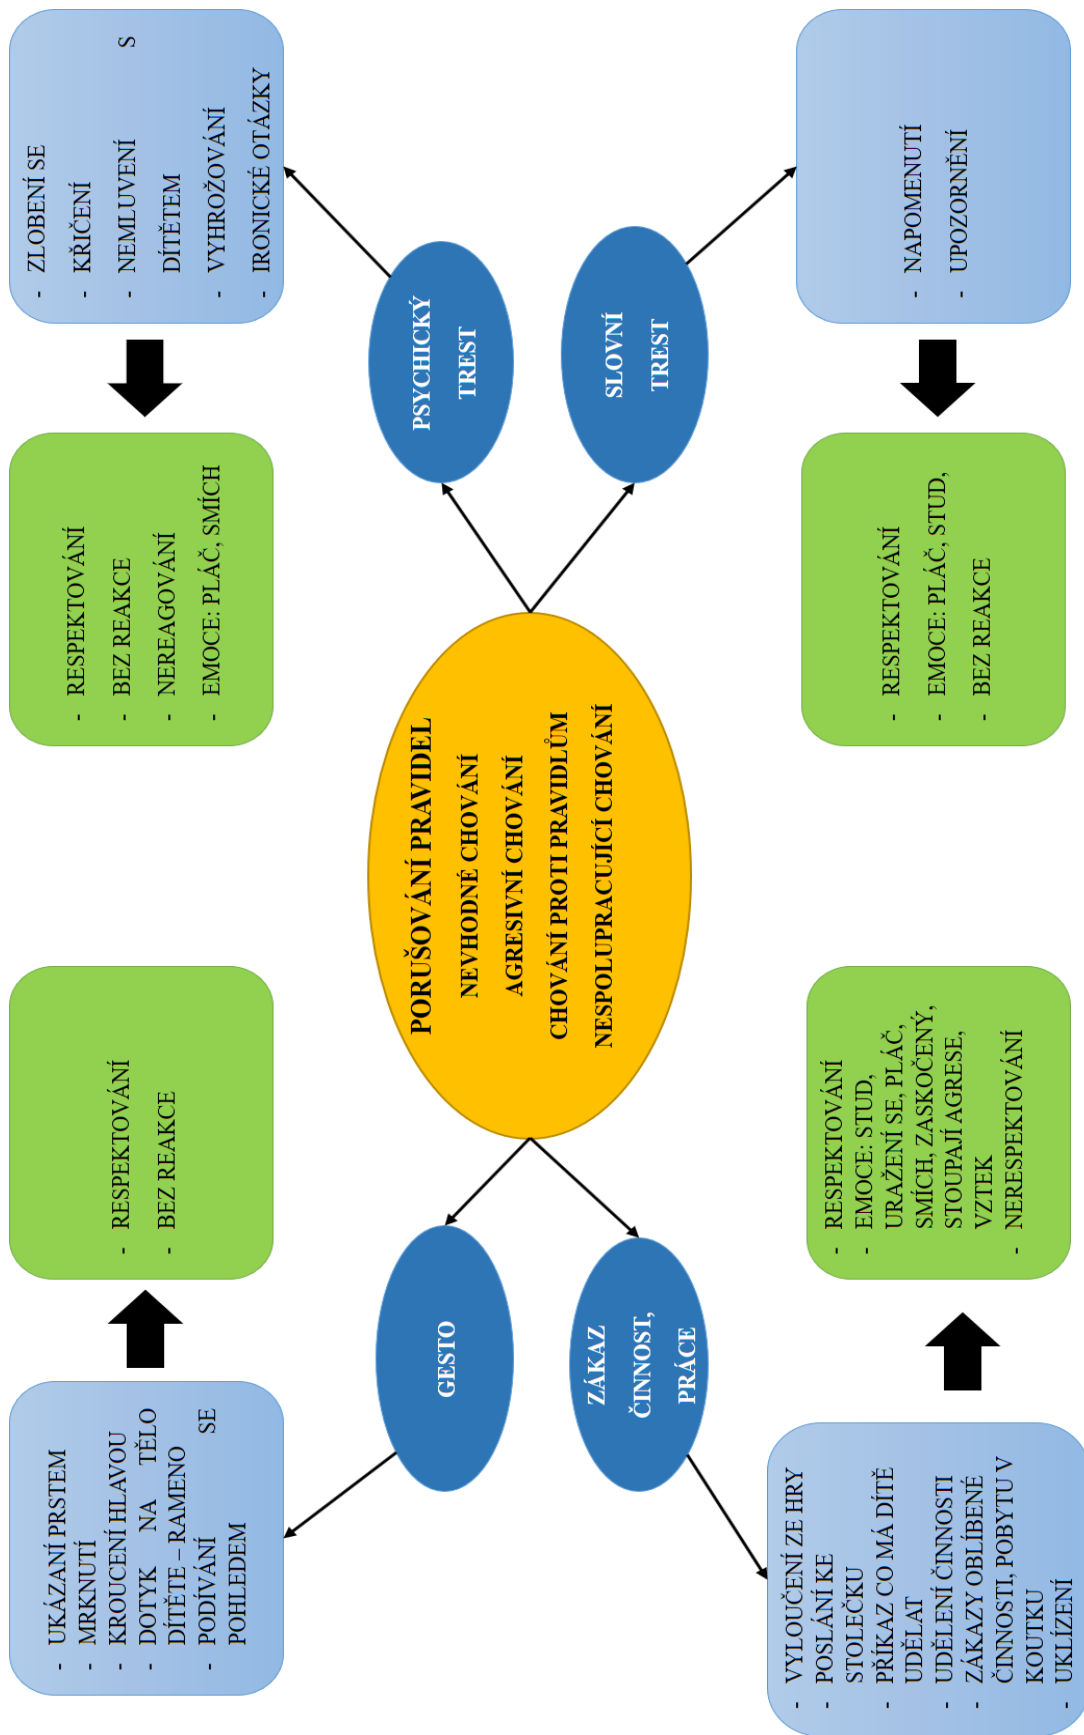 - UKÁZANÍ PRSTEM
- MRKNUTÍ
- KROUCENÍ HLAVOU
- DOTYK NA TĚLO
DÍTĚTE – RAMENO
- PODÍVÁNÍ SE
POHLEDEM
- RESPEKTOVÁNÍ
- BEZ REAKCE
- RESPEKTOVÁNÍ
- BEZ REAKCE
- NEREAGOVÁNÍ
- EMOCE: PLÁČ, SMÍCH
- ZLOBENÍ SE
- KŘIČENÍ
- NEMLUVENÍ S
DÍTĚTEM
- VYHROŽOVÁNÍ
- IRONICKÉ OTÁZKY
GESTO
PSYCHICKÝ
TREST
PORUŠOVÁNÍ PRAVIDEL
NEVHODNÉ CHOVÁNÍ
AGRESIVNÍ CHOVÁNÍ
CHOVÁNÍ PROTI PRAVIDLŮM
NESPOLUPRACUJÍCÍ CHOVÁNÍ
ZÁKAZ
ČINNOST,
PRÁCE
SLOVNÍ
TREST
- VYLOUČENÍ ZE HRY
- POSLÁNÍ KE
STOLEČKU
- PŘÍKAZ CO MÁ DÍTĚ
UDĚLAT
- UDĚLENÍ ČINNOSTI
- ZÁKAZY OBLÍBENÉ
ČINNOSTI, POBYTU V
KOUTKU
- UKLÍZENÍ
- RESPEKTOVÁNÍ
- EMOCE: STUD,
URAŽENÍ SE, PLÁČ,
SMÍCH, ZASKOČENÝ,
STOUPAJÍ AGRESE,
VZTEK
- NERESPEKTOVÁNÍ
- RESPEKTOVÁNÍ
- EMOCE: PLÁČ, STUD,
- BEZ REAKCE
- NAPOMENUTÍ
- UPOZORNĚNÍ